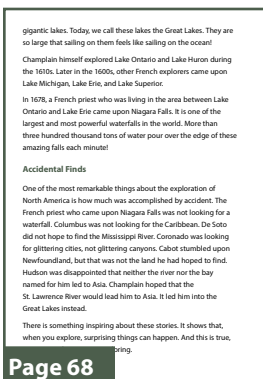 gigantic lakes. Today, we call these lakes the Great Lakes. They are
so large that sailing on them feels like sailing on the ocean!
Champlain himself explored Lake Ontario and Lake Huron during
the 1610s. Later in the 1600s, other French explorers came upon
Lake Michigan, Lake Erie, and Lake Superior.
In 1678, a French priest who was living in the area between Lake
Ontario and Lake Erie came upon Niagara Falls. It is one of the
largest and most powerful waterfalls in the world. More than
three hundred thousand tons of water pour over the edge of these
amazing falls each minute!
Accidental Finds
One of the most remarkable things about the exploration of
North America is how much was accomplished by accident. The
French priest who came upon Niagara Falls was not looking for a
waterfall. Columbus was not looking for the Caribbean. De Soto
did not hope to find the Mississippi River. Coronado was looking
for glittering cities, not glittering canyons. Cabot stumbled upon
Newfoundland, but that was not the land he had hoped to find.
Hudson was disappointed that neither the river nor the bay
named for him led to Asia. Champlain hoped that the
St. Lawrence River would lead him to Asia. It led him into the
Great Lakes instead.
There is something inspiring about these stories. It shows that,
when you explore, surprising things can happen. And this is true,
Page 68